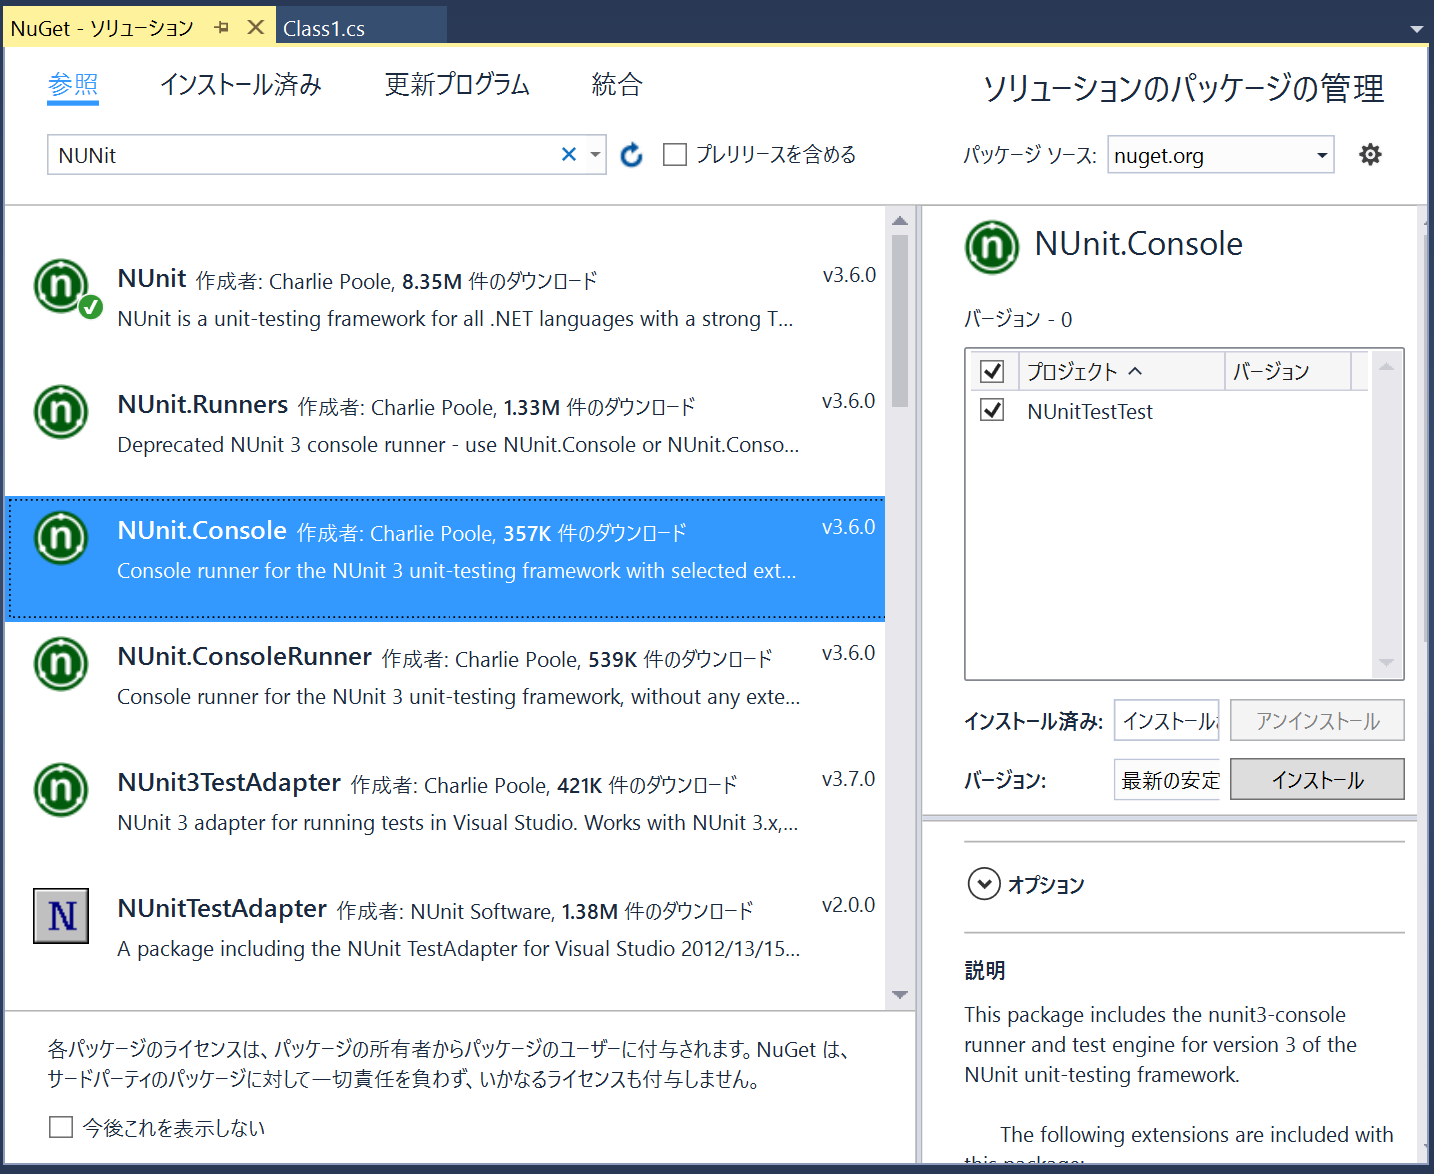 NuGet - ソリューション
Class1.cs
参照 インストール済み 更新プログラム 統合
ソリューションのパッケージの管理
NUNit
プレリリースを含める
パッケージ ソース: nuget.org
NUnit 作成者: Charlie Poole, 8.35M 件のダウンロード v3.6.0
NUnit is a unit-testing framework for all .NET languages with a strong T...
NUnit.Runners 作成者: Charlie Poole, 1.33M 件のダウンロード v3.6.0
Deprecated NUnit 3 console runner - use NUnit.Console or NUnit.Conso...
NUnit.Console 作成者: Charlie Poole, 357K 件のダウンロード v3.6.0
Console runner for the NUnit 3 unit-testing framework with selected ext...
NUnit.ConsoleRunner 作成者: Charlie Poole, 539K 件のダウンロード v3.6.0
Console runner for the NUnit 3 unit-testing framework, without any exte...
NUnit3TestAdapter 作成者: Charlie Poole, 421K 件のダウンロード v3.7.0
NUnit 3 adapter for running tests in Visual Studio. Works with NUnit 3.x,...
N
NUnitTestAdapter 作成者: NUnit Software, 1.38M 件のダウンロード v2.0.0
A package including the NUnit TestAdapter for Visual Studio 2012/13/15...
各パッケージのライセンスは、パッケージの所有者からパッケージのユーザーに付与されます。NuGet は、
サードパーティのパッケージに対して一切責任を負わず、いかなるライセンスも付与しません。
今後これを表示しない
NUnit.Console
バージョン - 0
プロジェクト バージョン
NUnitTestTest
インストール済み: インストール アンインストール
バージョン: 最新の安定 インストール
オプション
説明
This package includes the nunit3-console
runner and test engine for version 3 of the
NUnit unit-testing framework.
The following extensions are included with
this package: